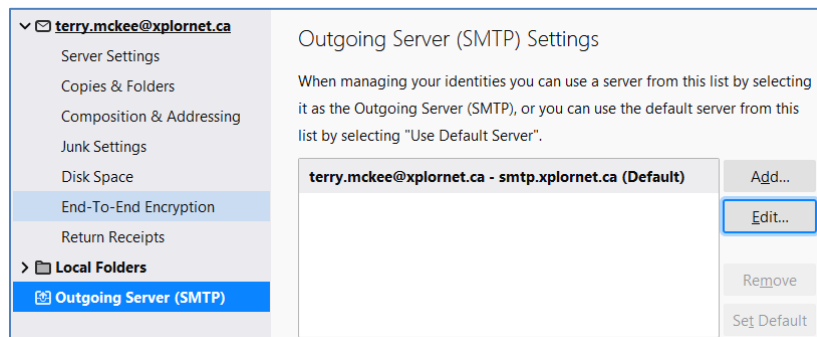 terry.mckee@xplornet.ca
Server Settings
Copies & Folders
Composition & Addressing
Junk Settings
Disk Space
End-To-End Encryption
Return Receipts
Local Folders
Outgoing Server (SMTP)
Outgoing Server (SMTP) Settings
When managing your identities you can use a server from this list by selecting
it as the Outgoing Server (SMTP), or you can use the default server from this
list by selecting "Use Default Server".
terry.mckee@xplornet.ca - smtp.xplornet.ca (Default)
Add...
Edit...
Remove
Set Default